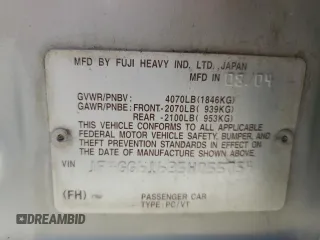 MFD BY FUJI HEAVY IND. LTD. JAPAN
MFD IN 08/04
GVWR/PNBV: 4070LB(1846KG)
GAWR/PNBE: FRONT-2070LB( 939KG)
REAR -2100LB( 953KG)
THIS VEHICLE CONFORMS TO ALL APPLICABLE
FEDERAL MOTOR VEHICLE SAFETY, BUMPER, AND
THEFT PREVENTION STANDARDS IN EFFECT ON THE
DATE OF MANUFACTURE SHOWN ABOVE.
VIN
(FH)
PASSENGER CAR
TYPE: PC/VT
DREAMBID